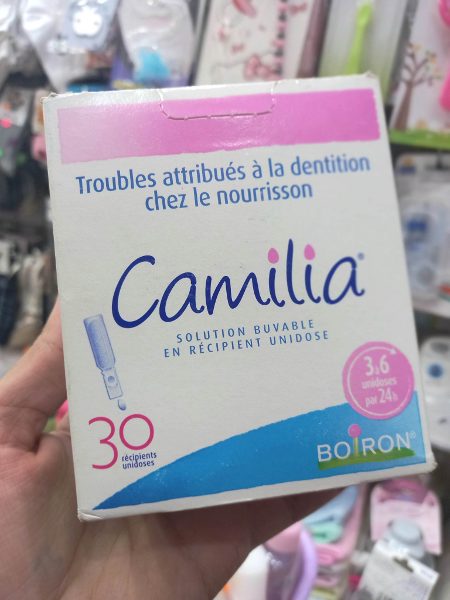 Troubles attribués à la dentition
chez le nourrisson
Camilia®
SOLUTION BUVABLE
EN RÉCIPIENT UNIDOSE
3 à 6
unidoses
par 24h
30
récipients
unidoses
BOIRON®